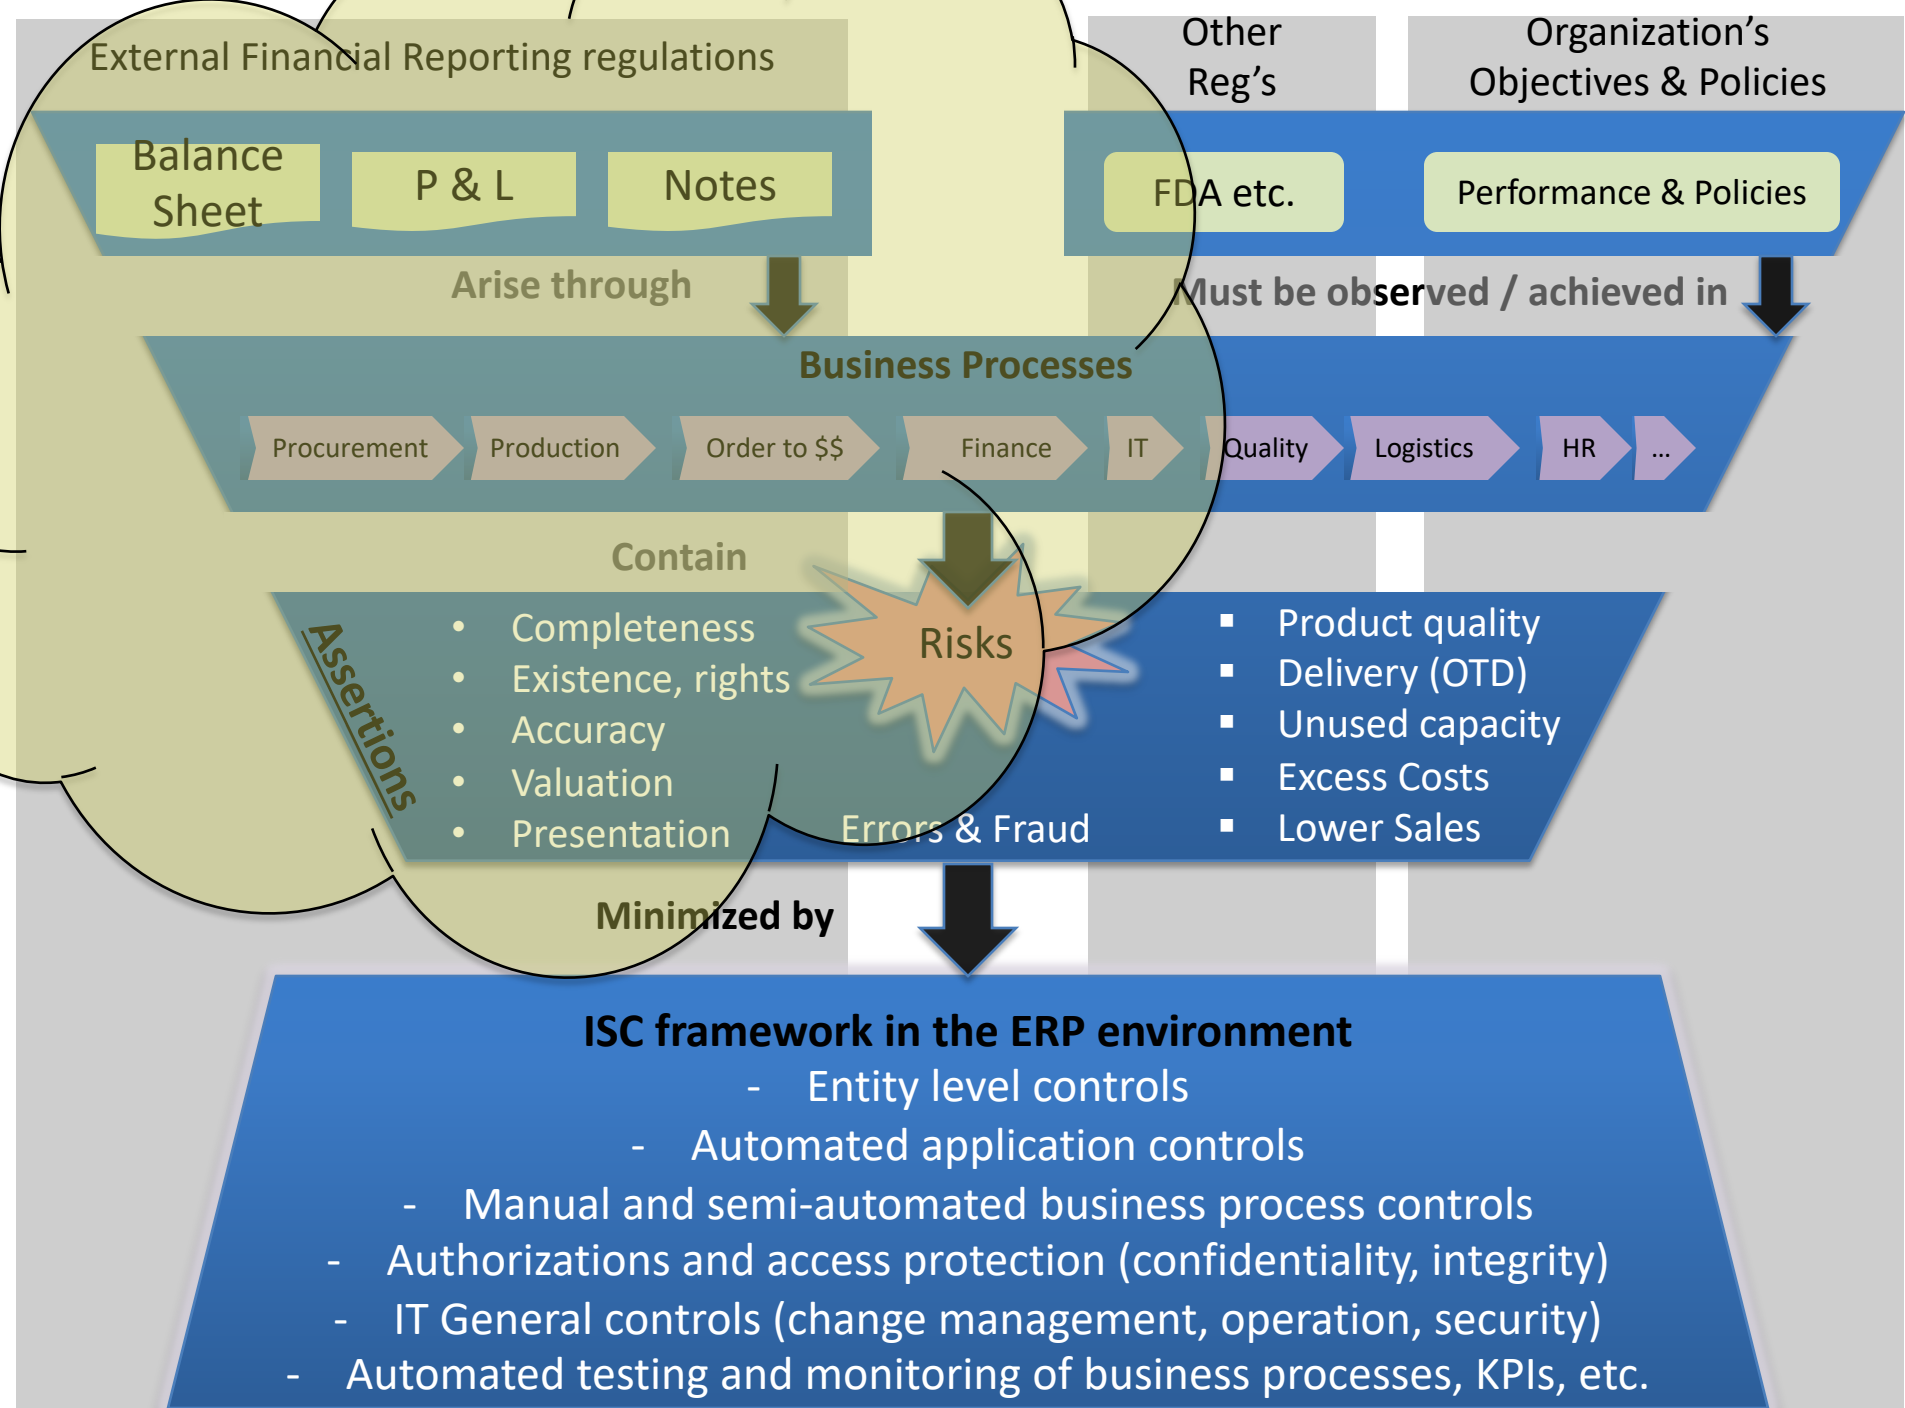 External Financial Reporting regulations
Other
Reg's
Organization's
Objectives & Policies
Balance
Sheet
P & L
Notes
FDA etc.
Performance & Policies
Arise through
Must be observed / achieved in
Business Processes
Procurement
Production
Order to $$
Finance
IT
Quality
Logistics
HR
...
Contain
Assertions
• Completeness
• Existence, rights
• Accuracy
• Valuation
• Presentation
Risks
Errors & Fraud
▪ Product quality
▪ Delivery (OTD)
▪ Unused capacity
▪ Excess Costs
▪ Lower Sales
Minimized by
ISC framework in the ERP environment
- Entity level controls
- Automated application controls
- Manual and semi-automated business process controls
- Authorizations and access protection (confidentiality, integrity)
- IT General controls (change management, operation, security)
- Automated testing and monitoring of business processes, KPIs, etc.